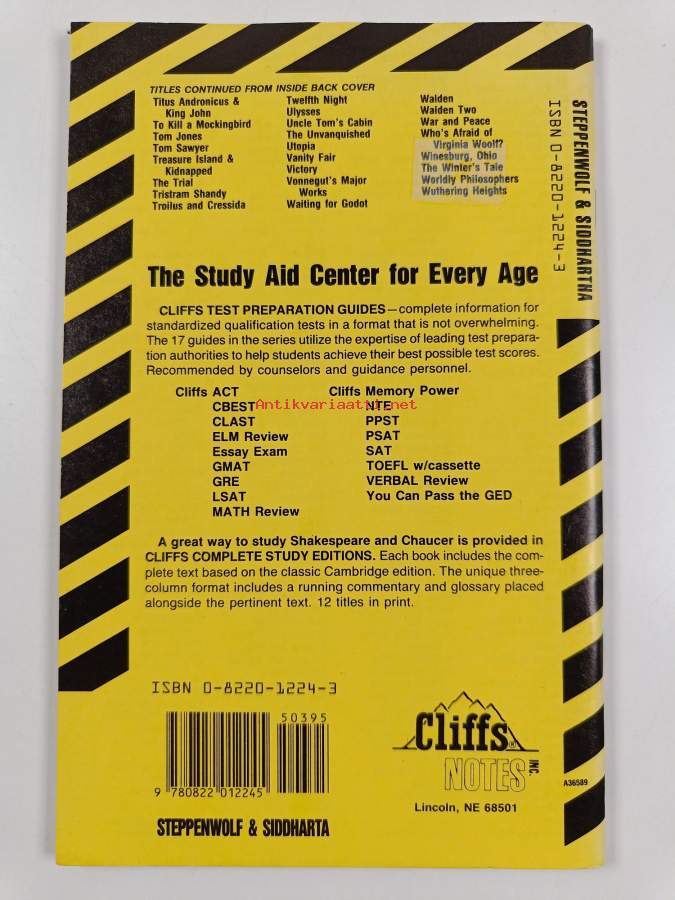 TITLES CONTINUED FROM INSIDE BACK COVER
Titus Andronicus &
King John
To Kill a Mockingbird
Tom Jones
Tom Sawyer
Treasure Island &
Kidnapped
The Trial
Tristram Shandy
Troilus and Cressida
Twelfth Night
Ulysses
Uncle Tom's Cabin
The Unvanquished
Utopia
Vanity Fair
Victory
Vonnegut's Major
Works
Waiting for Godot
Walden
Walden Two
War and Peace
Who's Afraid of
Virginia Woolf?
Winesburg, Ohio
The Winter's Tale
Worldly Philosophers
Wuthering Heights
The Study Aid Center for Every Age
CLIFFS TEST PREPARATION GUIDES—complete information for
standardized qualification tests in a format that is not overwhelming.
The 17 guides in the series utilize the expertise of leading test prepara-
tion authorities to help students achieve their best possible test scores.
Recommended by counselors and guidance personnel.
Cliffs ACT
CBEST
CLAST
ELM Review
Essay Exam
GMAT
GRE
LSAT
MATH Review
Cliffs Memory Power
NTE
PPST
PSAT
SAT
TOEFL w/cassette
VERBAL Review
You Can Pass the GED
Antikvariaatti.net
A great way to study Shakespeare and Chaucer is provided in
CLIFFS COMPLETE STUDY EDITIONS. Each book includes the com-
plete text based on the classic Cambridge edition. The unique three-
column format includes a running commentary and glossary placed
alongside the pertinent text. 12 titles in print.
ISBN 0-8220-1224-3
50395
9 780822 012245
STEPPENWOLF & SIDDHARTA
Cliffs®
NOTES INC.
Lincoln, NE 68501
A36589
STEPPENWOLF & SIDDHARTHA
ISBN 0-8220-1224-3